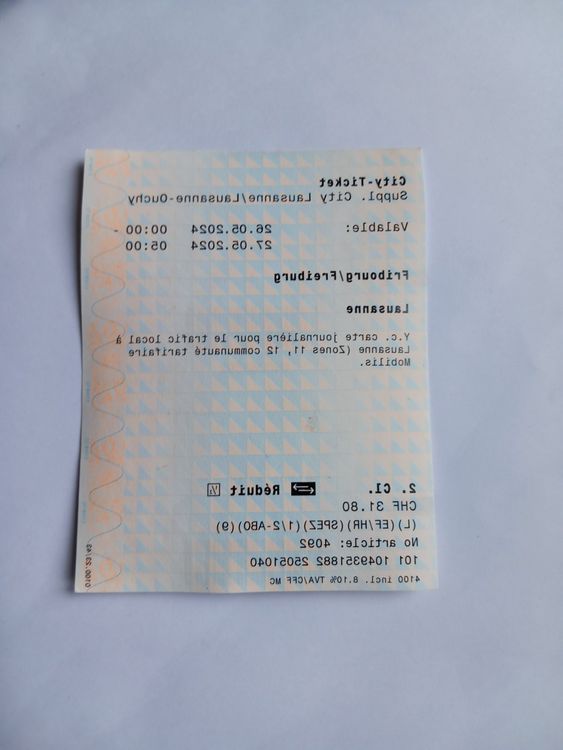 City-Ticket
Suppl. City Lausanne/Lausanne-Ouchy
Valable: 26.05.2024 00:00 -
27.05.2024 05:00
Fribourg/Freiburg
Lausanne
Y.c. carte journalière pour le trafic local à
Lausanne (Zones 11, 12 communauté tarifaire
Mobilis.
2. Cl. Réduit ½
CHF 31.80
(L)(EF/HR)(SPEZ)(1/2-ABO)(9)
No article: 4092
101 1049351882 25051040
4100 incl. 8.10% TVA/CFF MC